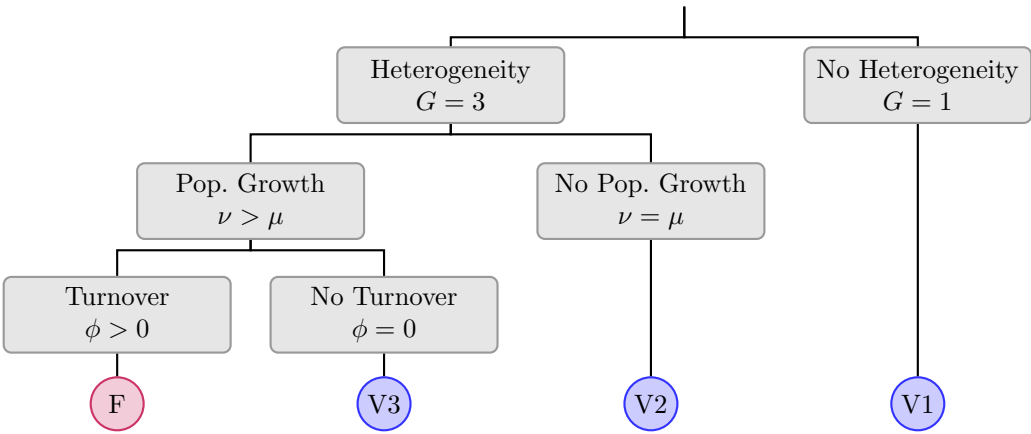 Heterogeneity
G = 3
No Heterogeneity
G = 1
Pop. Growth
ν > μ
No Pop. Growth
ν = μ
Turnover
ϕ > 0
No Turnover
ϕ = 0
F
V3
V2
V1